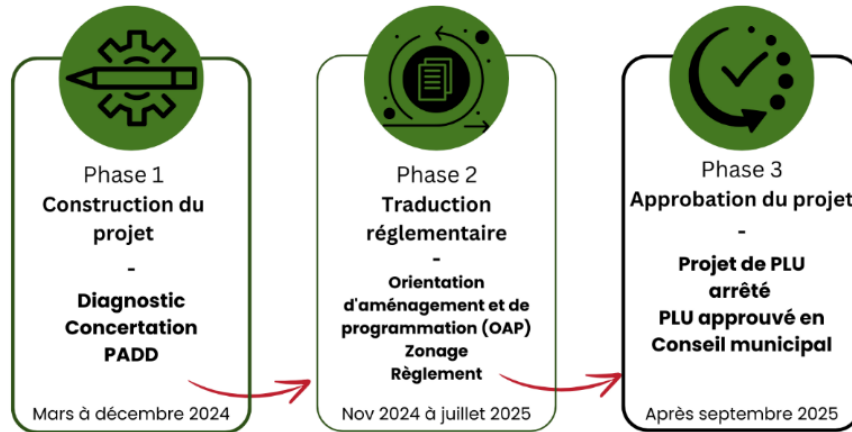 Phase 1
Construction du
projet
-
Diagnostic
Concertation
PADD
Mars à décembre 2024
Phase 2
Traduction
réglementaire
-
Orientation
d'aménagement et de
programmation (OAP)
Zonage
Règlement
Nov 2024 à juillet 2025
Phase 3
Approbation du projet
-
Projet de PLU
arrêté
PLU approuvé en
Conseil municipal
Après septembre 2025